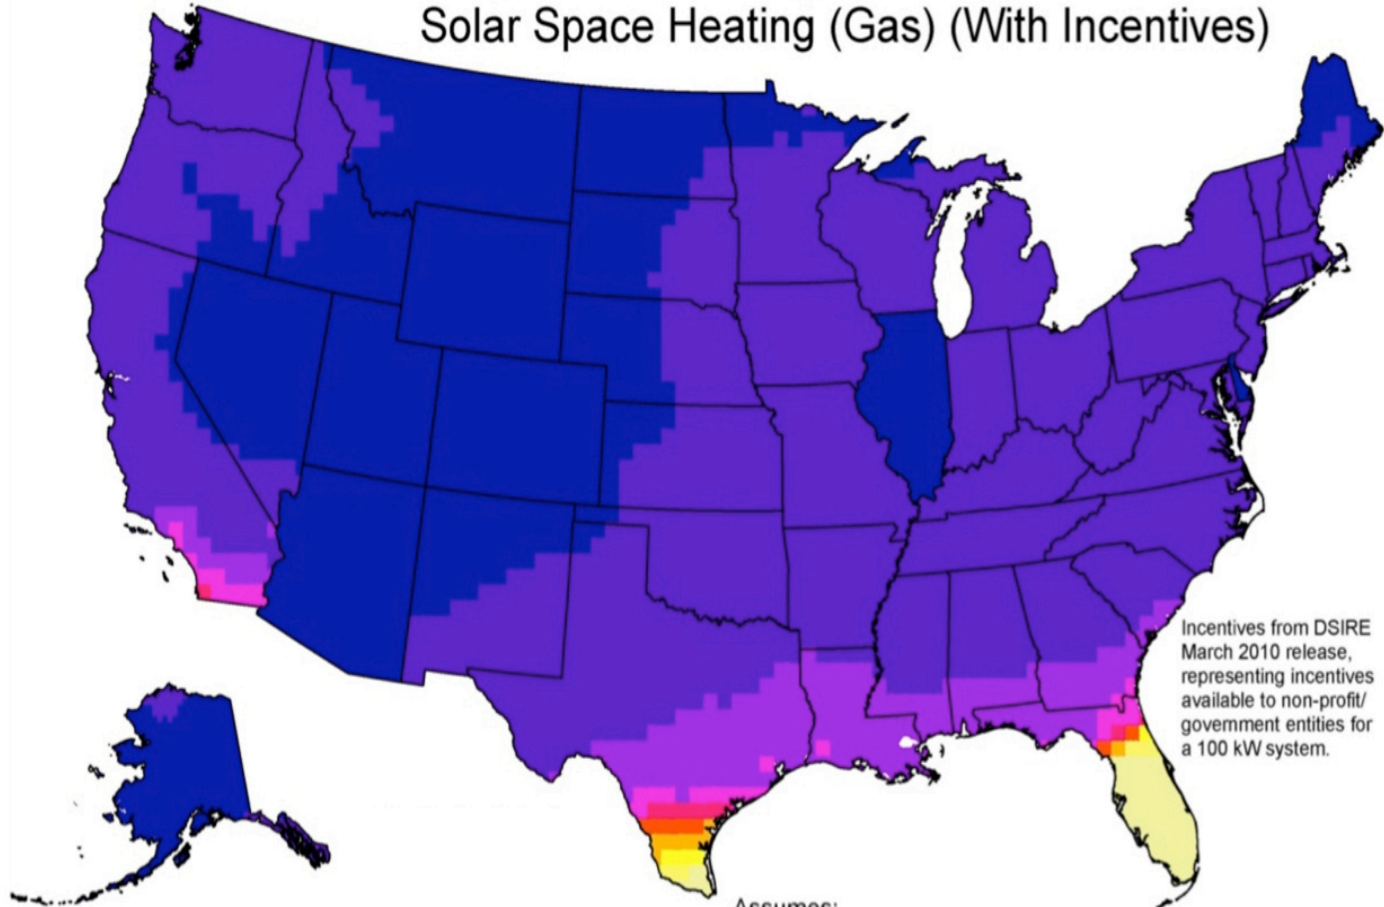 Solar Space Heating (Gas) (With Incentives)
Incentives from DSIRE
March 2010 release,
representing incentives
available to non-profit/
government entities for
a 100 kW system.
Assumes: